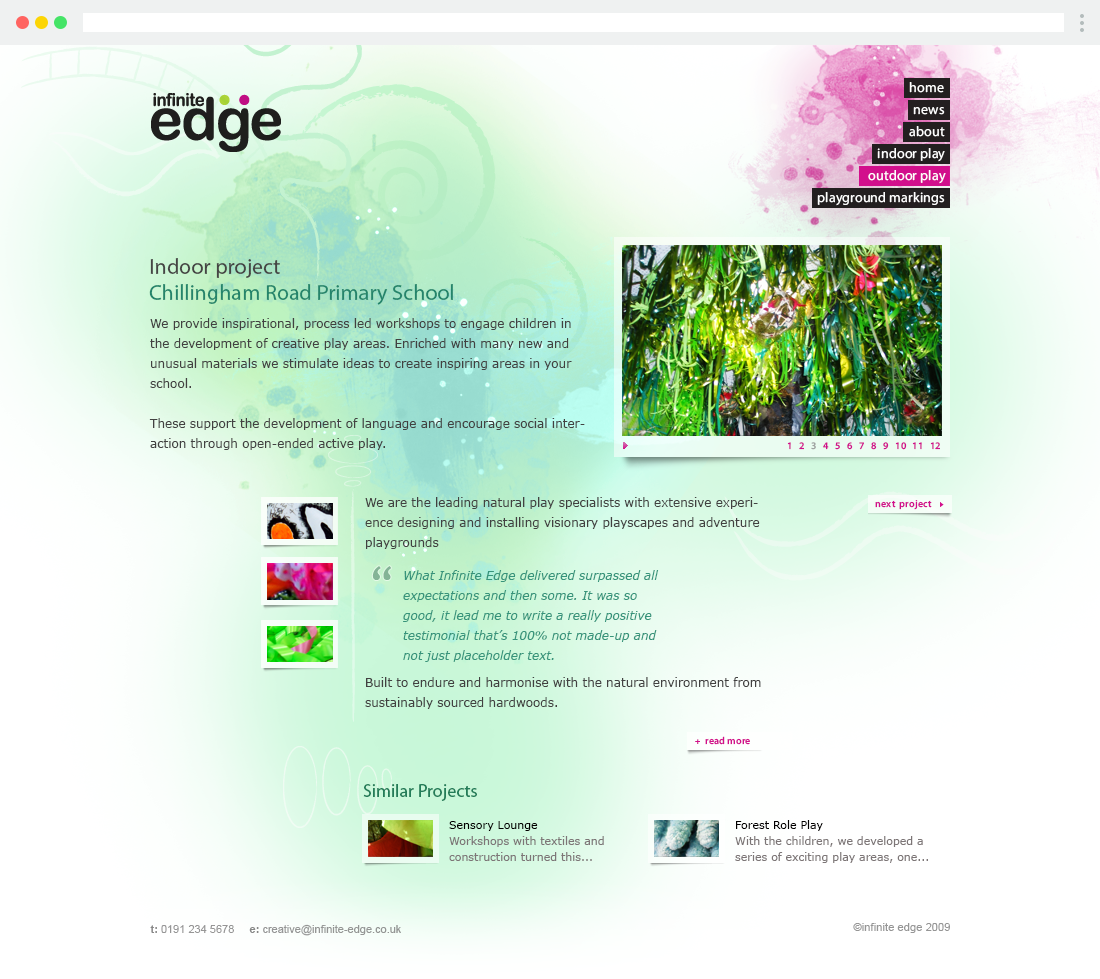 infinite
edge
home
news
about
indoor play
outdoor play
playground markings
Indoor project
Chillingham Road Primary School
We provide inspirational, process led workshops to engage children in
the development of creative play areas. Enriched with many new and
unusual materials we stimulate ideas to create inspiring areas in your
school.
These support the development of language and encourage social inter-
action through open-ended active play.
1 2 3 4 5 6 7 8 9 10 11 12
We are the leading natural play specialists with extensive experi-
ence designing and installing visionary playscapes and adventure
playgrounds
next project
“ What Infinite Edge delivered surpassed all
expectations and then some. It was so
good, it lead me to write a really positive
testimonial that’s 100% not made-up and
not just placeholder text.
Built to endure and harmonise with the natural environment from
sustainably sourced hardwoods.
+ read more
Similar Projects
Sensory Lounge
Workshops with textiles and
construction turned this...
Forest Role Play
With the children, we developed a
series of exciting play areas, one...
t: 0191 234 5678 e: creative@infinite-edge.co.uk
©infinite edge 2009